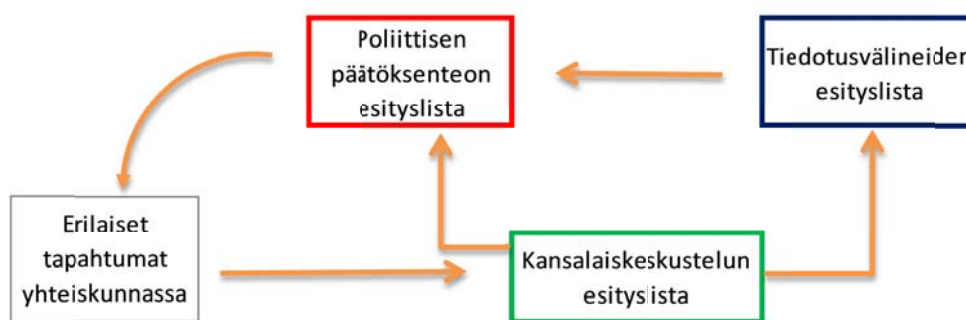 Poliittisen
päätöksenteon
esityslista
Tiedotusvälineiden
esityslista
Erilaiset
tapahtumat
yhteiskunnassa
Kansalaiskeskustelun
esityslista